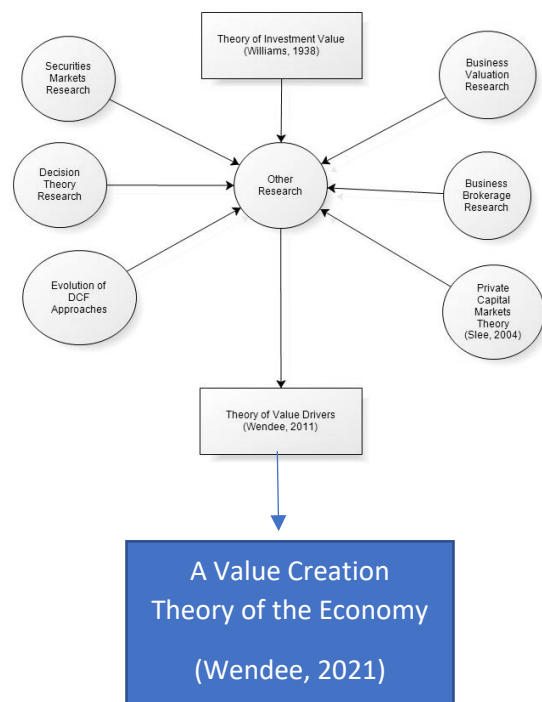 Theory of Investment Value
(Williams, 1938)
Securities
Markets
Research
Business
Valuation
Research
Decision
Theory
Research
Other
Research
Business
Brokerage
Research
Evolution of
DCF
Approaches
Private
Capital
Markets
Theory
(Slee, 2004)
Theory of Value Drivers
(Wendee, 2011)
A Value Creation
Theory of the Economy
(Wendee, 2021)